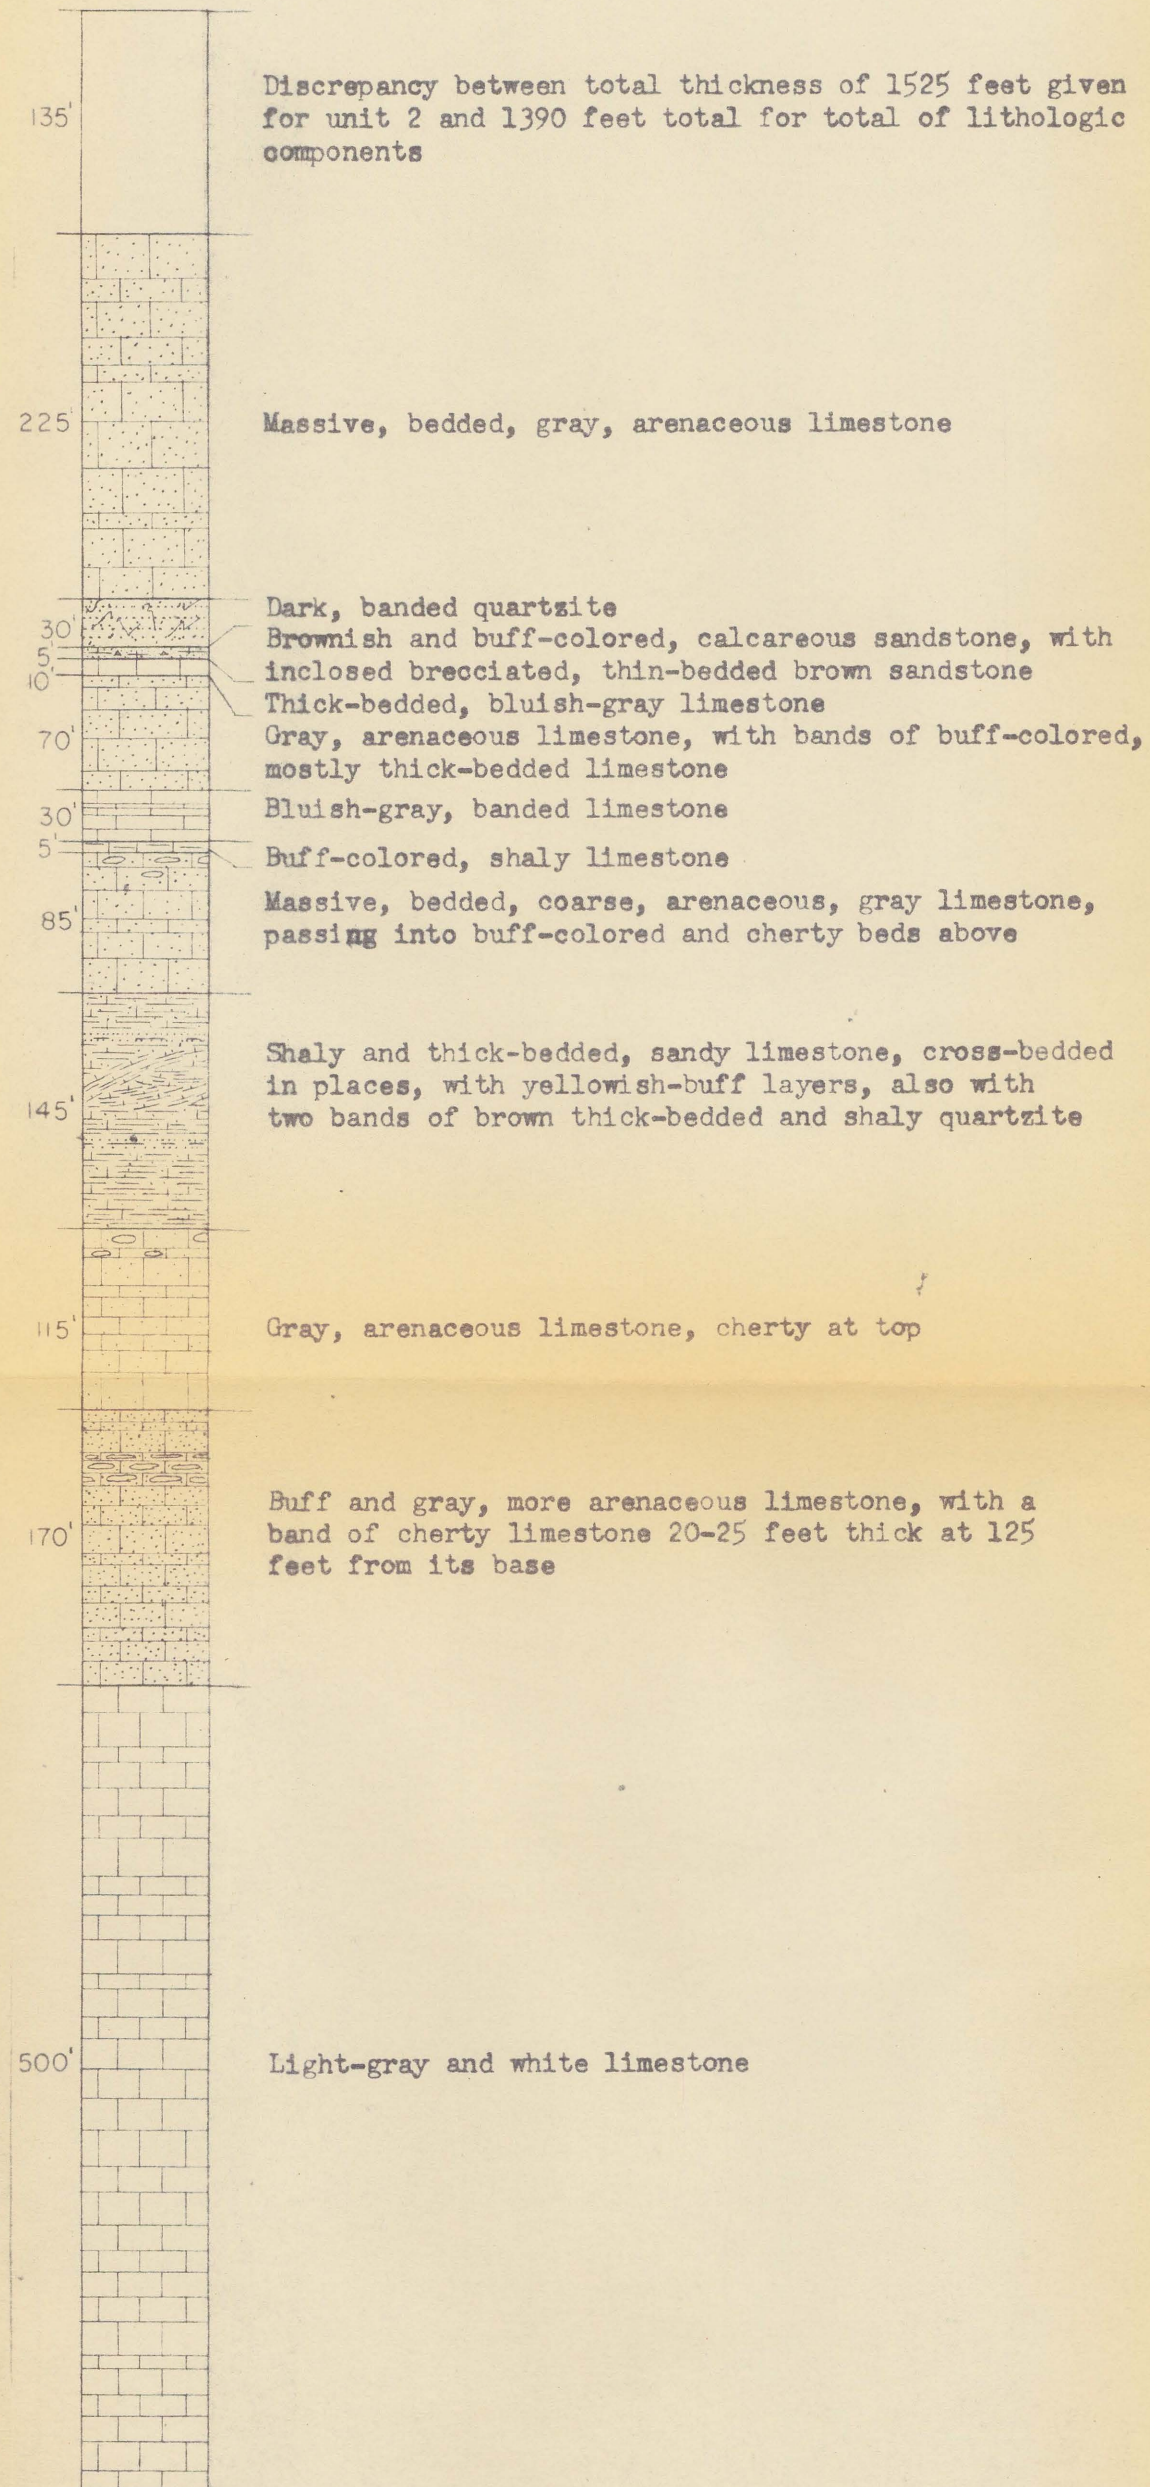 135'
Discrepancy between total thickness of 1525 feet given
for unit 2 and 1390 feet total for total of lithologic
components
225'
Massive, bedded, gray, arenaceous limestone
30'
Dark, banded quartzite
5'
Brownish and buff-colored, calcareous sandstone, with
inclosed brecciated, thin-bedded brown sandstone
10'
Thick-bedded, bluish-gray limestone
70'
Gray, arenaceous limestone, with bands of buff-colored,
mostly thick-bedded limestone
30'
Bluish-gray, banded limestone
5'
Buff-colored, shaly limestone
85'
Massive, bedded, coarse, arenaceous, gray limestone,
passing into buff-colored and cherty beds above
145'
Shaly and thick-bedded, sandy limestone, cross-bedded
in places, with yellowish-buff layers, also with
two bands of brown thick-bedded and shaly quartzite
115'
Gray, arenaceous limestone, cherty at top
170'
Buff and gray, more arenaceous limestone, with a
band of cherty limestone 20-25 feet thick at 125
feet from its base
500'
Light-gray and white limestone